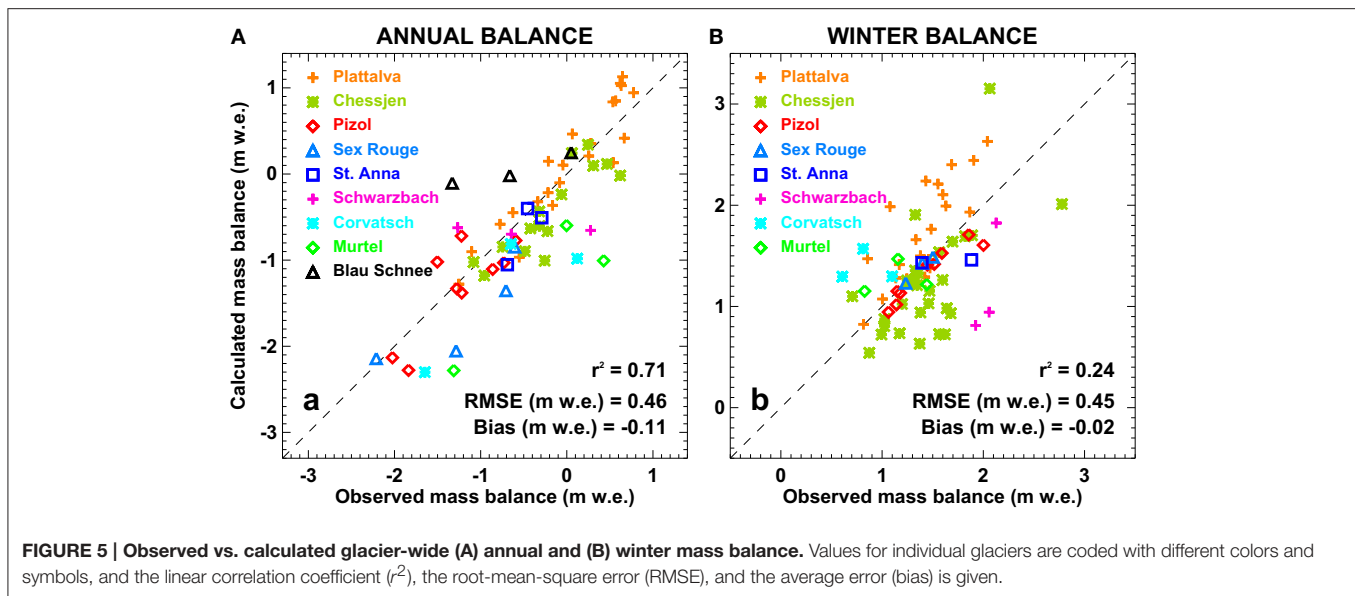 A
ANNUAL BALANCE
Calculated mass balance (m w.e.)
1
0
-1
-2
-3
Plattalva
Chessjen
Pizol
Sex Rouge
St. Anna
Schwarzbach
Corvatsch
Murtel
Blau Schnee
r² = 0.71
RMSE (m w.e.) = 0.46
Bias (m w.e.) = -0.11
a
-3 -2 -1 0 1
Observed mass balance (m w.e.)
B
WINTER BALANCE
3
2
1
0
Plattalva
Chessjen
Pizol
Sex Rouge
St. Anna
Schwarzbach
Corvatsch
Murtel
r² = 0.24
RMSE (m w.e.) = 0.45
Bias (m w.e.) = -0.02
b
0 1 2 3
Observed mass balance (m w.e.)
FIGURE 5 | Observed vs. calculated glacier-wide (A) annual and (B) winter mass balance. Values for individual glaciers are coded with different colors and
symbols, and the linear correlation coefficient (r²), the root-mean-square error (RMSE), and the average error (bias) is given.